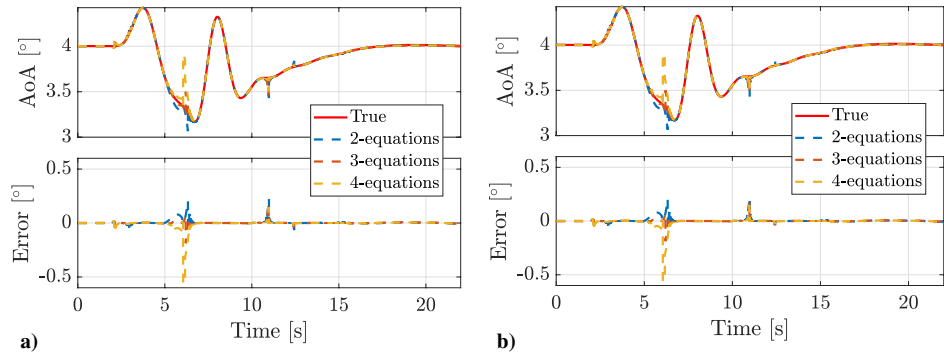 AoA [°]
4
3.5
3
True
2-equations
3-equations
4-equations
Error [°]
0.5
0
-0.5
0 5 10 15 20
Time [s]
a)
AoA [°]
4
3.5
3
True
2-equations
3-equations
4-equations
Error [°]
0.5
0
-0.5
0 5 10 15 20
Time [s]
b)